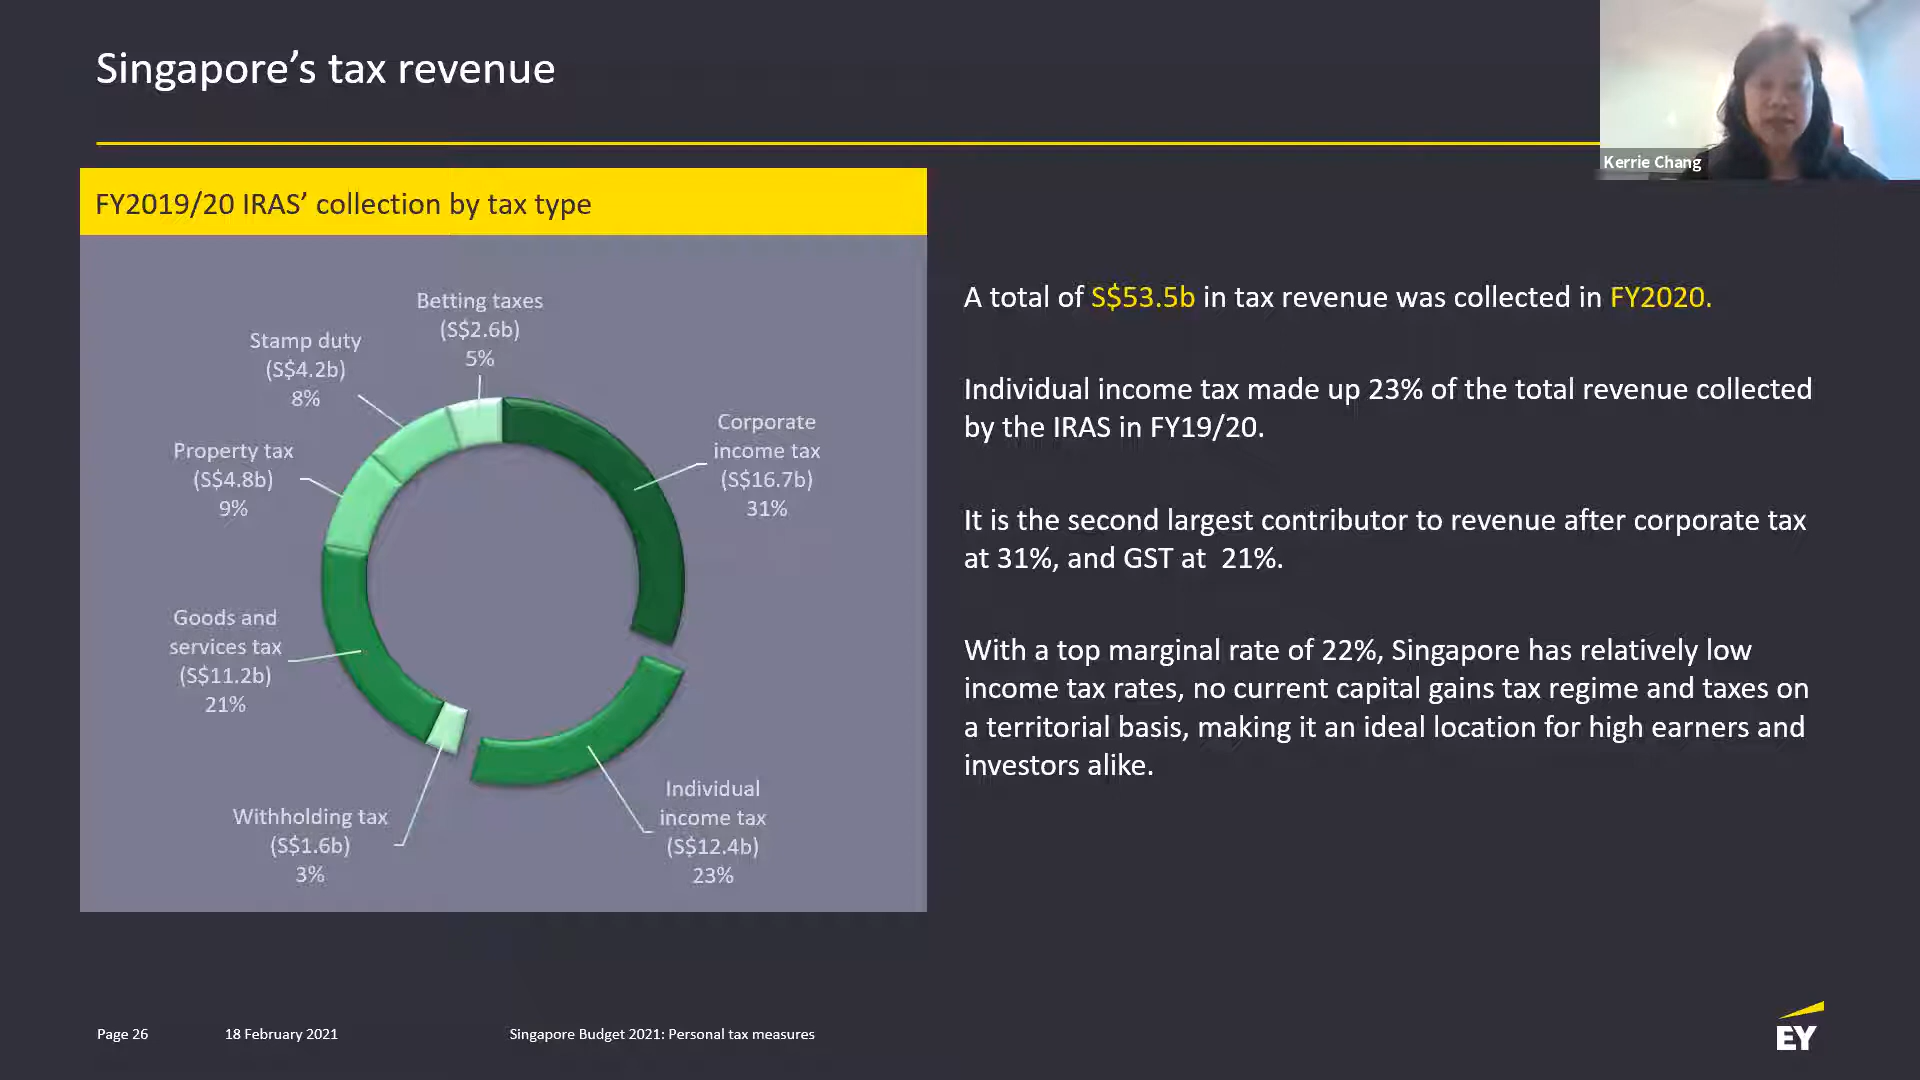 Singapore’s tax revenue
Kerrie Chang
FY2019/20 IRAS’ collection by tax type
Betting taxes
(S$2.6b)
5%
Stamp duty
(S$4.2b)
8%
Corporate
income tax
(S$16.7b)
31%
Property tax
(S$4.8b)
9%
Goods and
services tax
(S$11.2b)
21%
Withholding tax
(S$1.6b)
3%
Individual
income tax
(S$12.4b)
23%
A total of S$53.5b in tax revenue was collected in FY2020.
Individual income tax made up 23% of the total revenue collected
by the IRAS in FY19/20.
It is the second largest contributor to revenue after corporate tax
at 31%, and GST at  21%.
With a top marginal rate of 22%, Singapore has relatively low
income tax rates, no current capital gains tax regime and taxes on
a territorial basis, making it an ideal location for high earners and
investors alike.
Page 26
18 February 2021
Singapore Budget 2021: Personal tax measures
EY